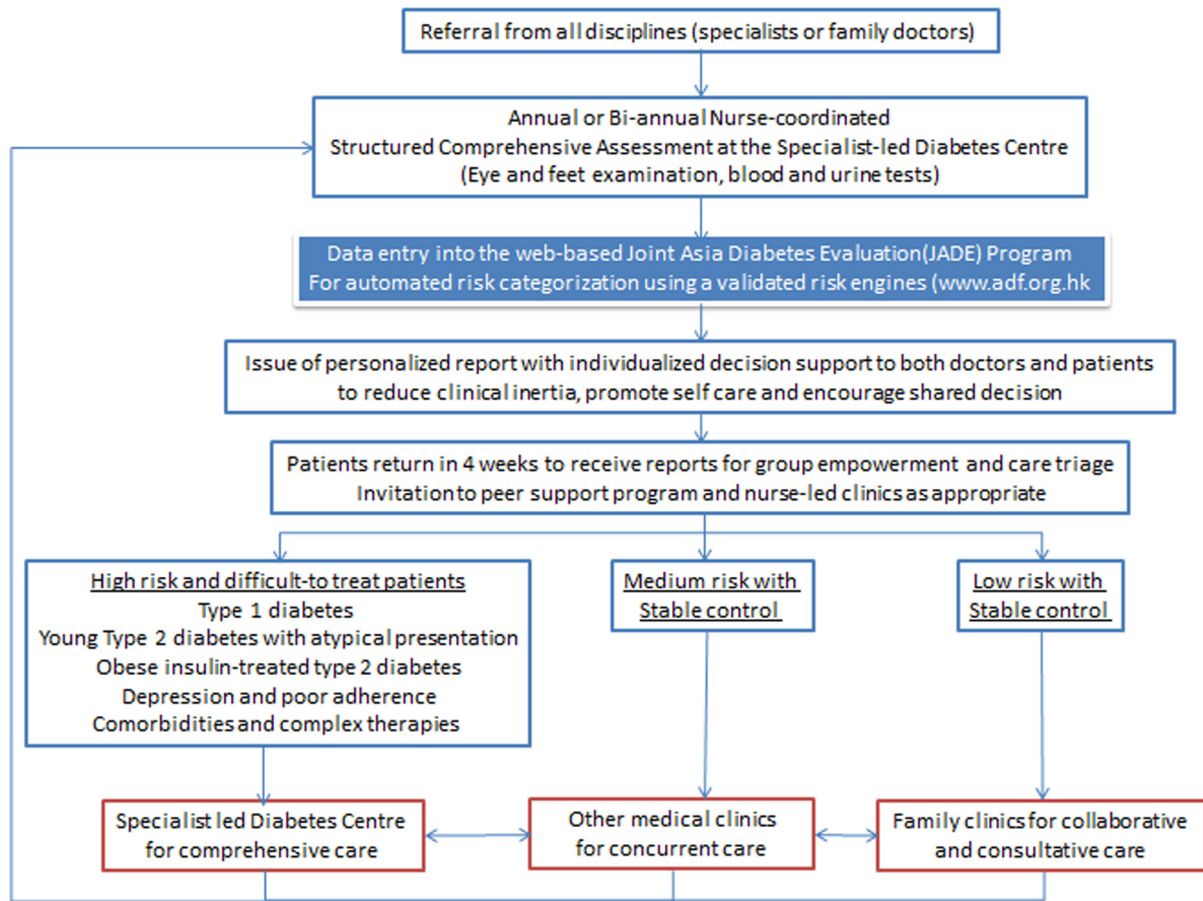 Referral from all disciplines (specialists or family doctors)
Annual or Bi-annual Nurse-coordinated
Structured Comprehensive Assessment at the Specialist-led Diabetes Centre
(Eye and feet examination, blood and urine tests)
Data entry into the web-based Joint Asia Diabetes Evaluation(JADE) Program
For automated risk categorization using a validated risk engines (www.adf.org.hk
Issue of personalized report with individualized decision support to both doctors and patients
to reduce clinical inertia, promote self care and encourage shared decision
Patients return in 4 weeks to receive reports for group empowerment and care triage
Invitation to peer support program and nurse-led clinics as appropriate
High risk and difficult-to treat patients
Type 1 diabetes
Young Type 2 diabetes with atypical presentation
Obese insulin-treated type 2 diabetes
Depression and poor adherence
Comorbidities and complex therapies
Medium risk with
Stable control
Low risk with
Stable control
Specialist led Diabetes Centre
for comprehensive care
Other medical clinics
for concurrent care
Family clinics for collaborative
and consultative care